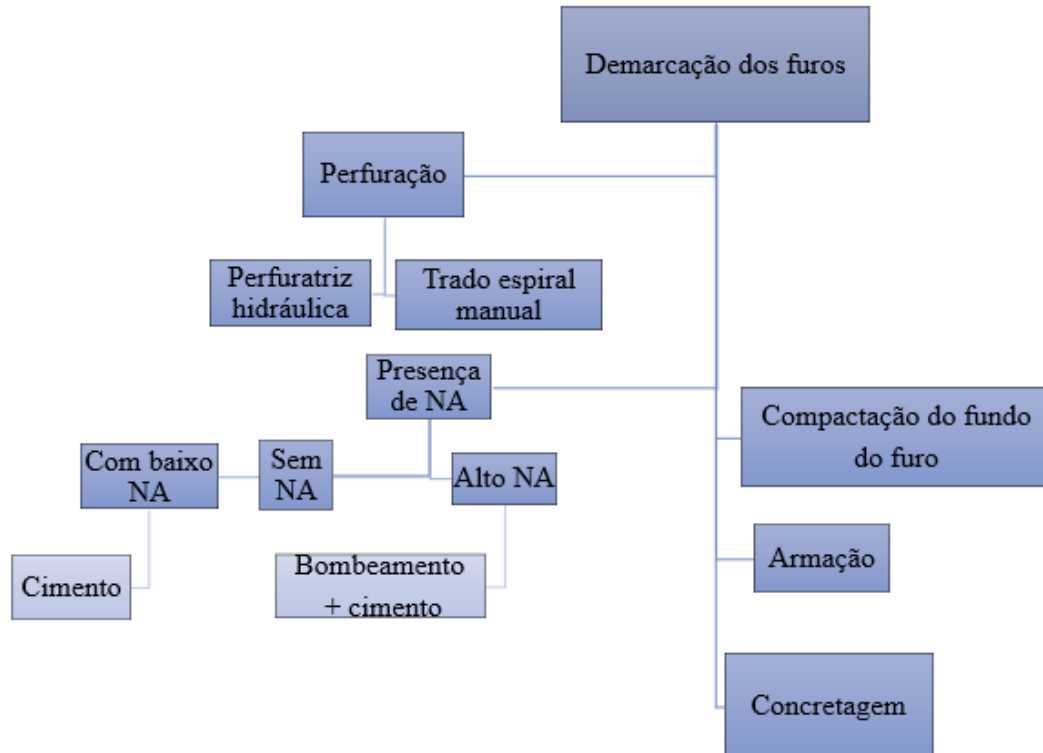 Demarcação dos furos
Perfuração
Perfuratriz
hidráulica
Trado espiral
manual
Presença
de NA
Com baixo
NA
Sem
NA
Alto NA
Cimento
Bombeamento
+ cimento
Compactação do fundo
do furo
Armação
Concretagem